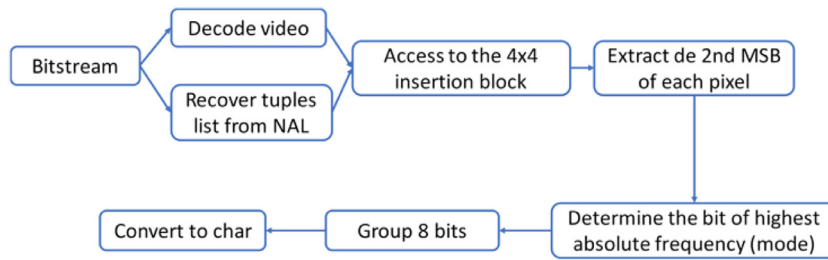 Decode video
Bitstream
Recover tuples
list from NAL
Access to the 4x4
insertion block
Extract de 2nd MSB
of each pixel
Determine the bit of highest
absolute frequency (mode)
Group 8 bits
Convert to char